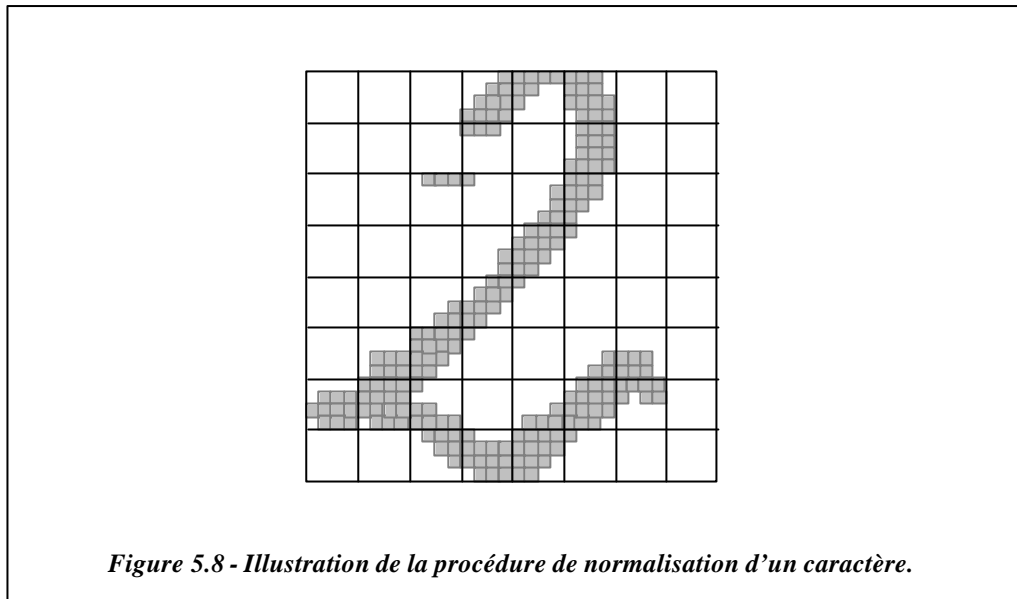 Figure 5.8 - Illustration de la procédure de normalisation d'un caractère.